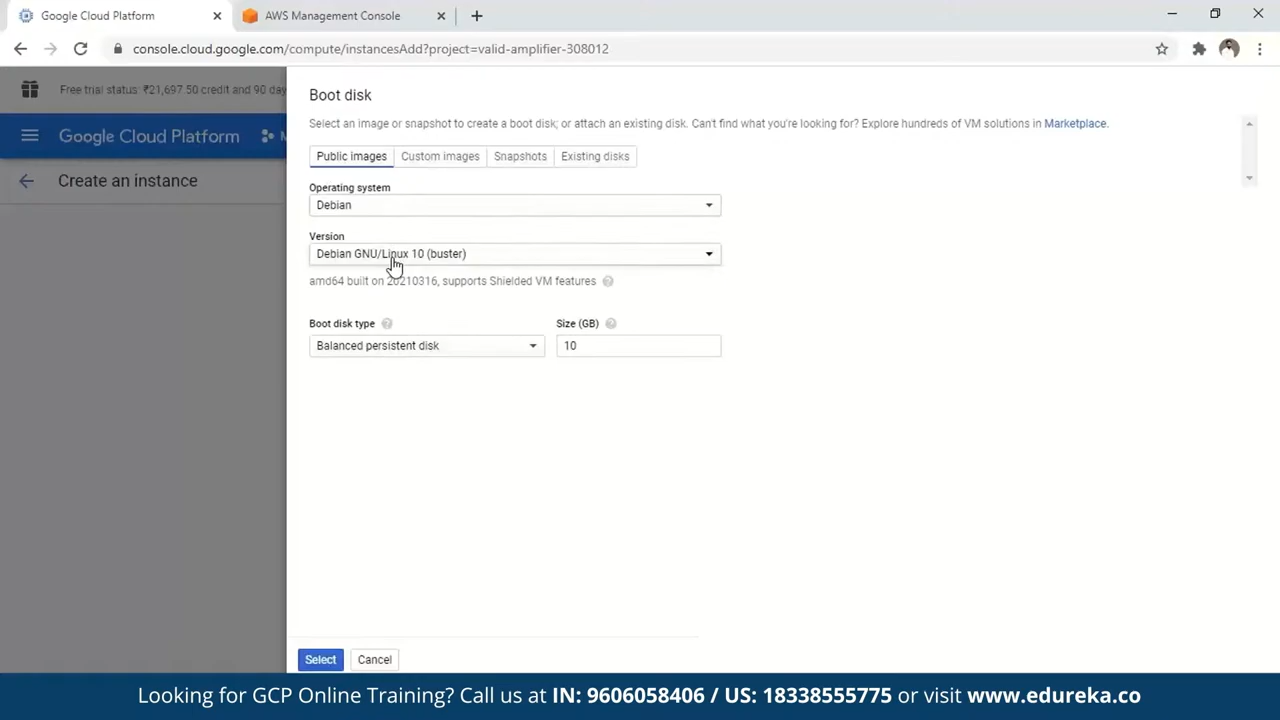 Google Cloud Platform
AWS Management Console
console.cloud.google.com/compute/instancesAdd?project=valid-amplifier-308012
Free trial status: ₹21,697.50 credit and 90 day
Google Cloud Platform
M
Create an instance
Boot disk
Select an image or snapshot to create a boot disk; or attach an existing disk. Can't find what you're looking for? Explore hundreds of VM solutions in Marketplace.
Public images Custom images Snapshots Existing disks
Operating system
Debian
Version
Debian GNU/Linux 10 (buster)
amd64 built on 20210316, supports Shielded VM features
Boot disk type Size (GB)
Balanced persistent disk 10
Select Cancel
Looking for GCP Online Training? Call us at IN: 9606058406 / US: 18338555775 or visit www.edureka.co